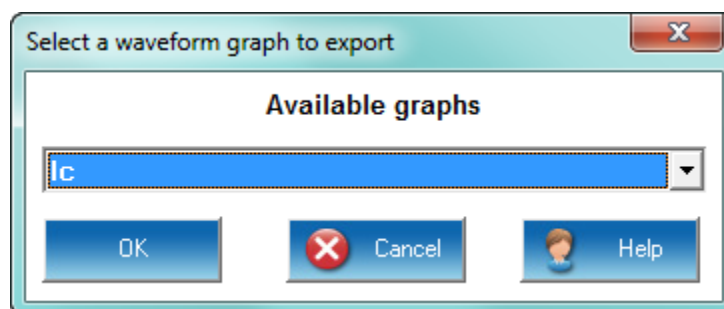 Select a waveform graph to export
Available graphs
Ic
OK
Cancel
Help